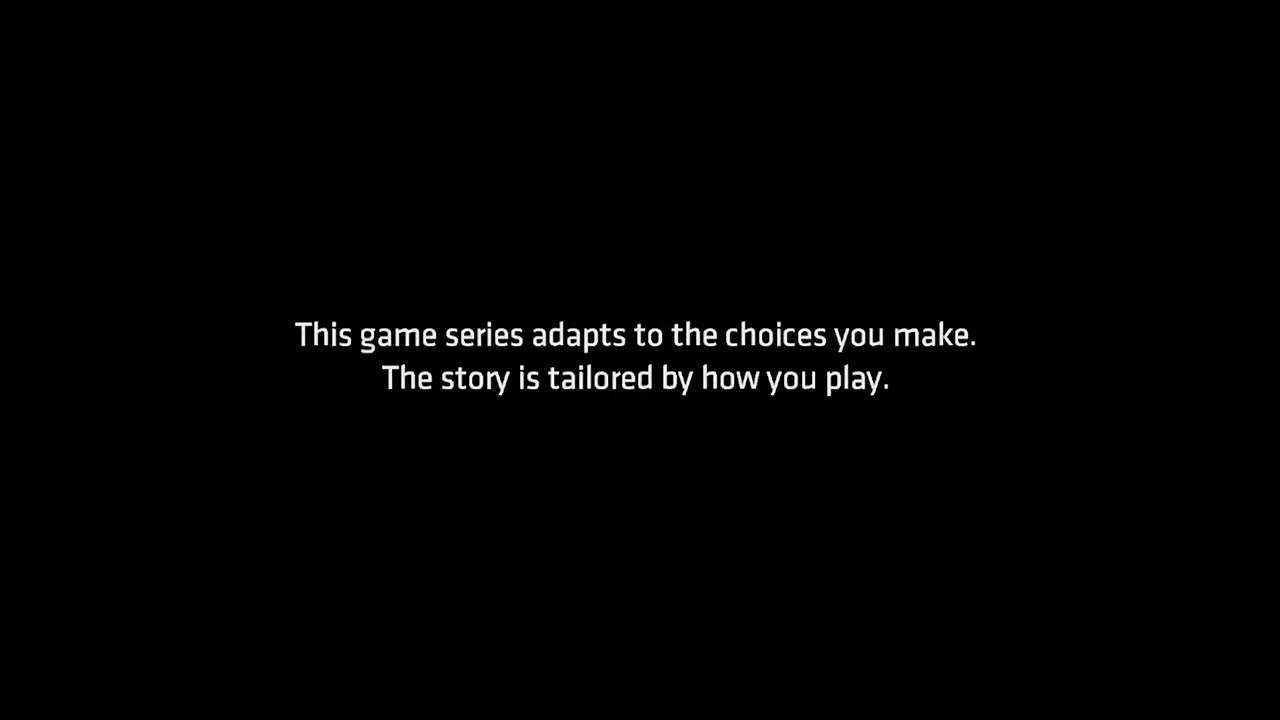 This game series adapts to the choices you make.
The story is tailored by how you play.